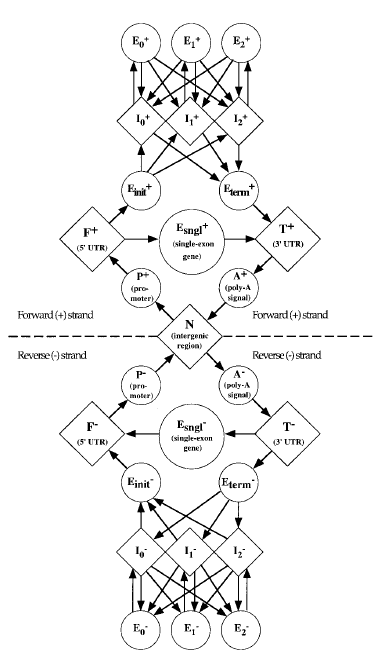 E₀⁺ E₁⁺ E₂⁺
I₀⁺ I₁⁺ I₂⁺
Einit⁺ Eterm⁺
F⁺
(5' UTR)
Esngl⁺
(single-exon
gene)
T⁺
(3' UTR)
P⁺
(pro-
moter)
A⁺
(poly-A
signal)
Forward (+) strand
N
(intergenic
region)
Forward (+) strand
Reverse (-) strand
Reverse (-) strand
P⁻
(pro-
moter)
A⁻
(poly-A
signal)
F⁻
(5' UTR)
Esngl⁻
(single-exon
gene)
T⁻
(3' UTR)
Einit⁻ Eterm⁻
I₀⁻ I₁⁻ I₂⁻
E₀⁻ E₁⁻ E₂⁻